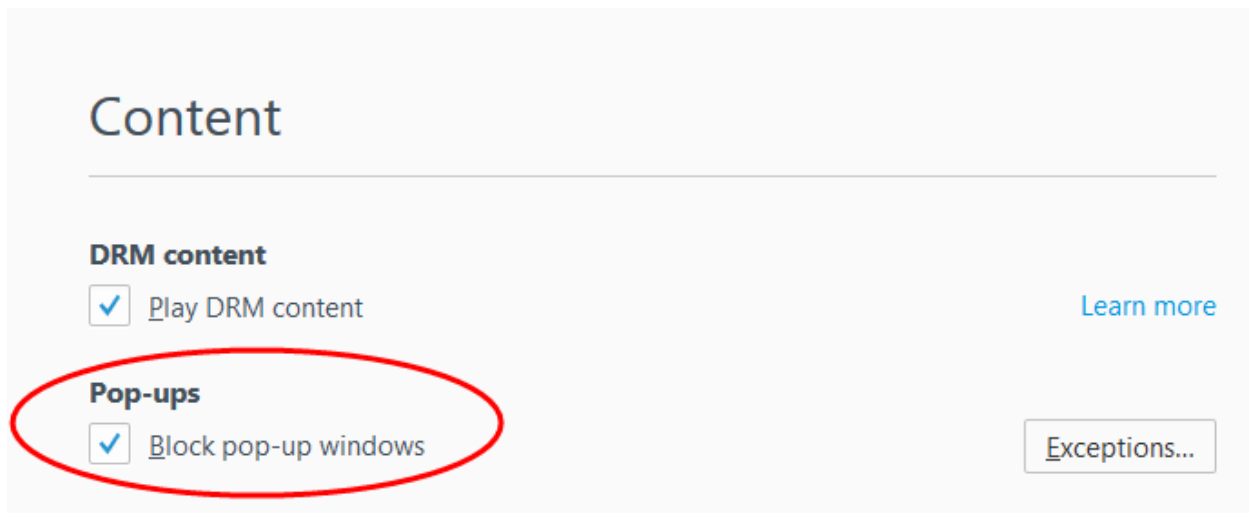 Content
DRM content
Play DRM content
Learn more
Pop-ups
Block pop-up windows
Exceptions...